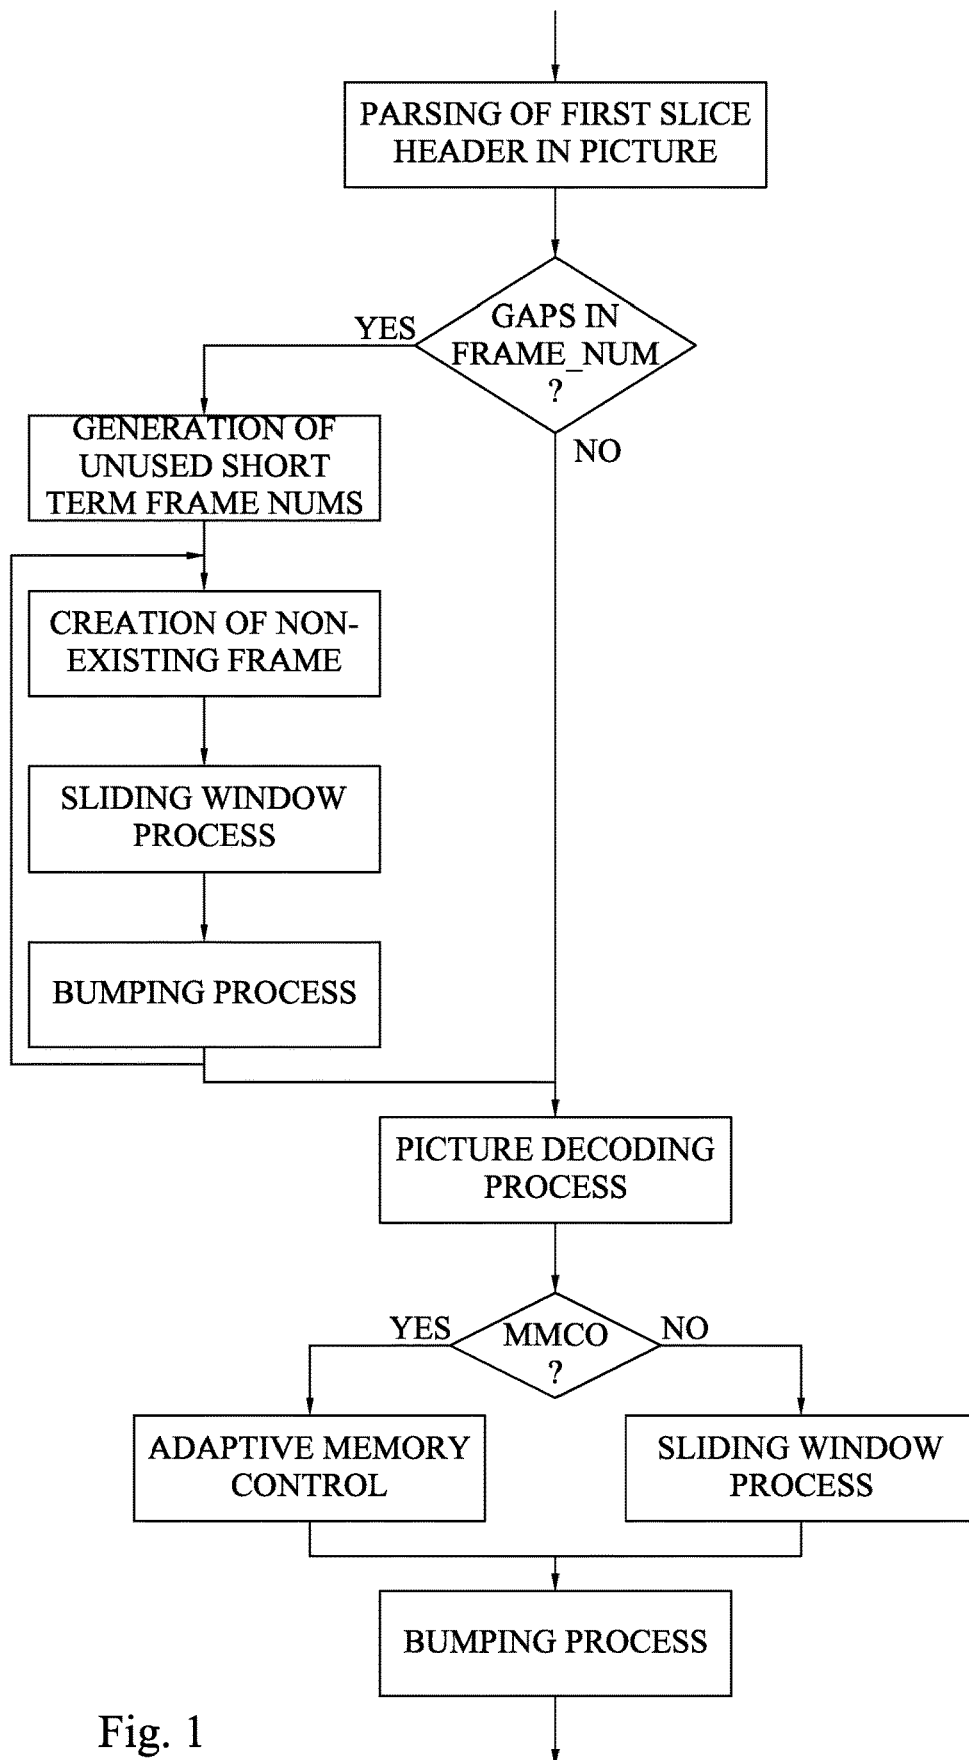 PARSING OF FIRST SLICE
HEADER IN PICTURE
GAPS IN
FRAME_NUM
?
YES
NO
GENERATION OF
UNUSED SHORT
TERM FRAME NUMS
CREATION OF NON-
EXISTING FRAME
SLIDING WINDOW
PROCESS
BUMPING PROCESS
PICTURE DECODING
PROCESS
MMCO
?
YES
NO
ADAPTIVE MEMORY
CONTROL
SLIDING WINDOW
PROCESS
BUMPING PROCESS
Fig. 1